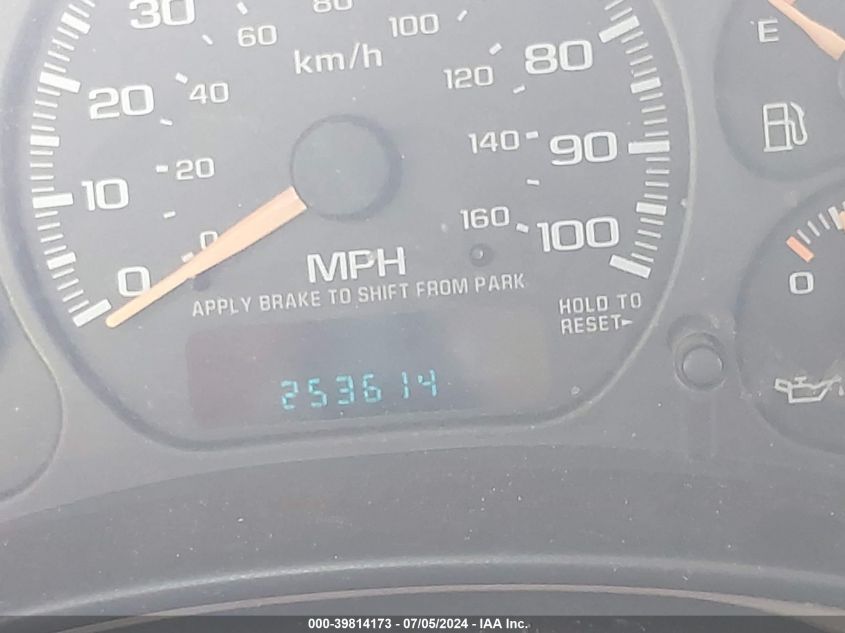 30
60
80
km/h
100
80
E
20
40
120
140
90
10
20
160
100
0
0
MPH
APPLY BRAKE TO SHIFT FROM PARK
HOLD TO
RESET
0
253614
000-39814173 - 07/05/2024 - IAA Inc.